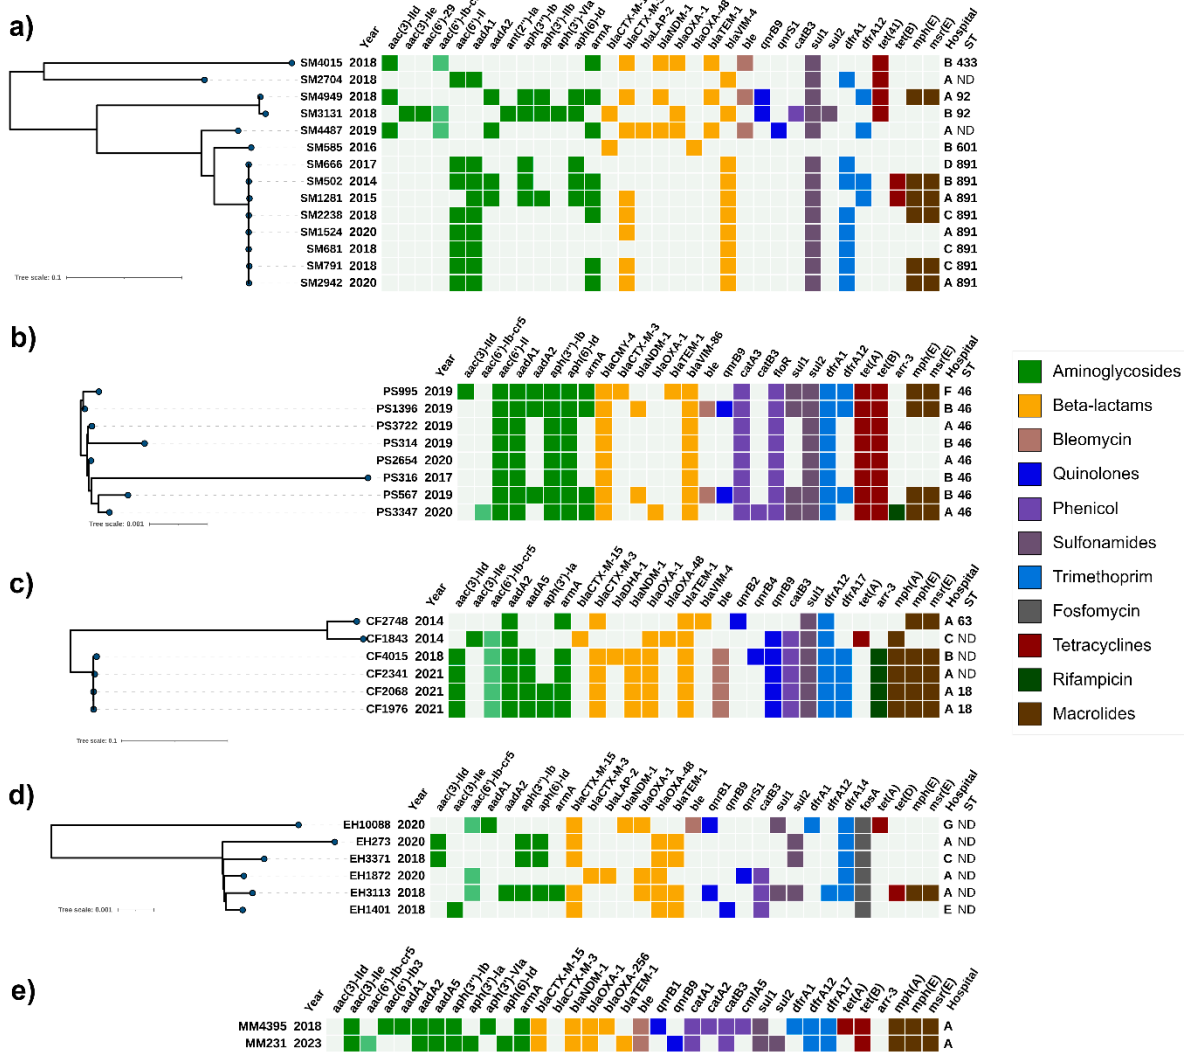 a)
Year
aac(3)-IId
aac(3)-IIe
aac(6')-29
aac(6')-Ib-c
aac(6')-Il
aadA1
aadA2
ant(2'')-Ia
aph(3'')-Ib
aph(3')-IIb
aph(3')-VIa
aph(6)-Id
armA
blaCTX-M-1
blaCTX-M-3
blaLAP-2
blaNDM-1
blaOXA-1
blaOXA-48
blaTEM-1
blaVIM-4
ble
qnrB9
qnrS1
catB3
sul1
sul2
dfrA1
dfrA12
tet(41)
tet(B)
mph(E)
msr(E)
Hospital
ST
SM4015 2018 B 433
SM2704 2018 A ND
SM4949 2018 A 92
SM3131 2018 B 92
SM4487 2019 A ND
SM585 2016 B 601
SM666 2017 D 891
SM502 2014 B 891
SM1281 2015 A 891
SM2238 2018 C 891
SM1524 2020 A 891
SM681 2018 C 891
SM791 2018 C 891
SM2942 2020 A 891
Tree scale: 0.1
b)
Year
aac(3)-IId
aac(6')-Ib-cr5
aac(6')-Il
aadA1
aadA2
aph(3'')-Ib
aph(6)-Id
armA
blaCMY-4
blaCTX-M-3
blaNDM-1
blaOXA-1
blaTEM-1
blaVIM-86
ble
qnrB9
catA3
catB3
floR
sul1
sul2
dfrA1
dfrA12
tet(A)
tet(B)
arr-3
mph(E)
msr(E)
Hospital
ST
PS995 2019 F 46
PS1396 2019 B 46
PS3722 2019 A 46
PS314 2019 B 46
PS2654 2020 A 46
PS316 2017 B 46
PS567 2019 B 46
PS3347 2020 A 46
Tree scale: 0.001
c)
Year
aac(3)-IId
aac(3)-IIe
aac(6')-Ib-cr5
aadA2
aadA5
aph(3')-Ia
armA
blaCTX-M-15
blaCTX-M-3
blaDHA-1
blaNDM-1
blaOXA-1
blaOXA-48
blaTEM-1
blaVIM-4
ble
qnrB2
qnrB4
qnrB9
catB3
sul1
dfrA12
dfrA17
tet(A)
arr-3
mph(A)
mph(E)
msr(E)
Hospital
ST
CF2748 2014 A 63
CF1843 2014 C ND
CF4015 2018 B ND
CF2341 2021 A ND
CF2068 2021 A 18
CF1976 2021 A 18
Tree scale: 0.1
d)
Year
aac(3)-IId
aac(3)-IIe
aac(6')-Ib-cr5
aadA1
aadA2
aph(3'')-Ib
aph(6)-Id
armA
blaCTX-M-15
blaCTX-M-3
blaLAP-2
blaNDM-1
blaOXA-1
blaOXA-48
blaTEM-1
ble
qnrB1
qnrB9
qnrS1
catB3
sul1
sul2
dfrA1
dfrA12
dfrA14
fosA
tet(A)
tet(D)
mph(E)
msr(E)
Hospital
ST
EH10088 2020 G ND
EH273 2020 A ND
EH3371 2018 C ND
EH1872 2020 A ND
EH3113 2018 A ND
EH1401 2018 E ND
Tree scale: 0.001
e)
Year
aac(3)-IId
aac(3)-IIe
aac(6')-Ib-cr5
aac(6')-Ib3
aadA1
aadA2
aadA5
aph(3'')-Ib
aph(3')-Ia
aph(3')-VIa
aph(6)-Id
armA
blaCTX-M-15
blaCTX-M-3
blaNDM-1
blaOXA-1
blaOXA-256
blaTEM-1
ble
qnrB1
qnrB9
catA1
catA2
catB3
cmlA5
sul1
sul2
dfrA1
dfrA12
dfrA17
tet(A)
tet(B)
arr-3
mph(A)
mph(E)
msr(E)
Hospital
MM4395 2018 A
MM231 2023 A
Aminoglycosides
Beta-lactams
Bleomycin
Quinolones
Phenicol
Sulfonamides
Trimethoprim
Fosfomycin
Tetracyclines
Rifampicin
Macrolides